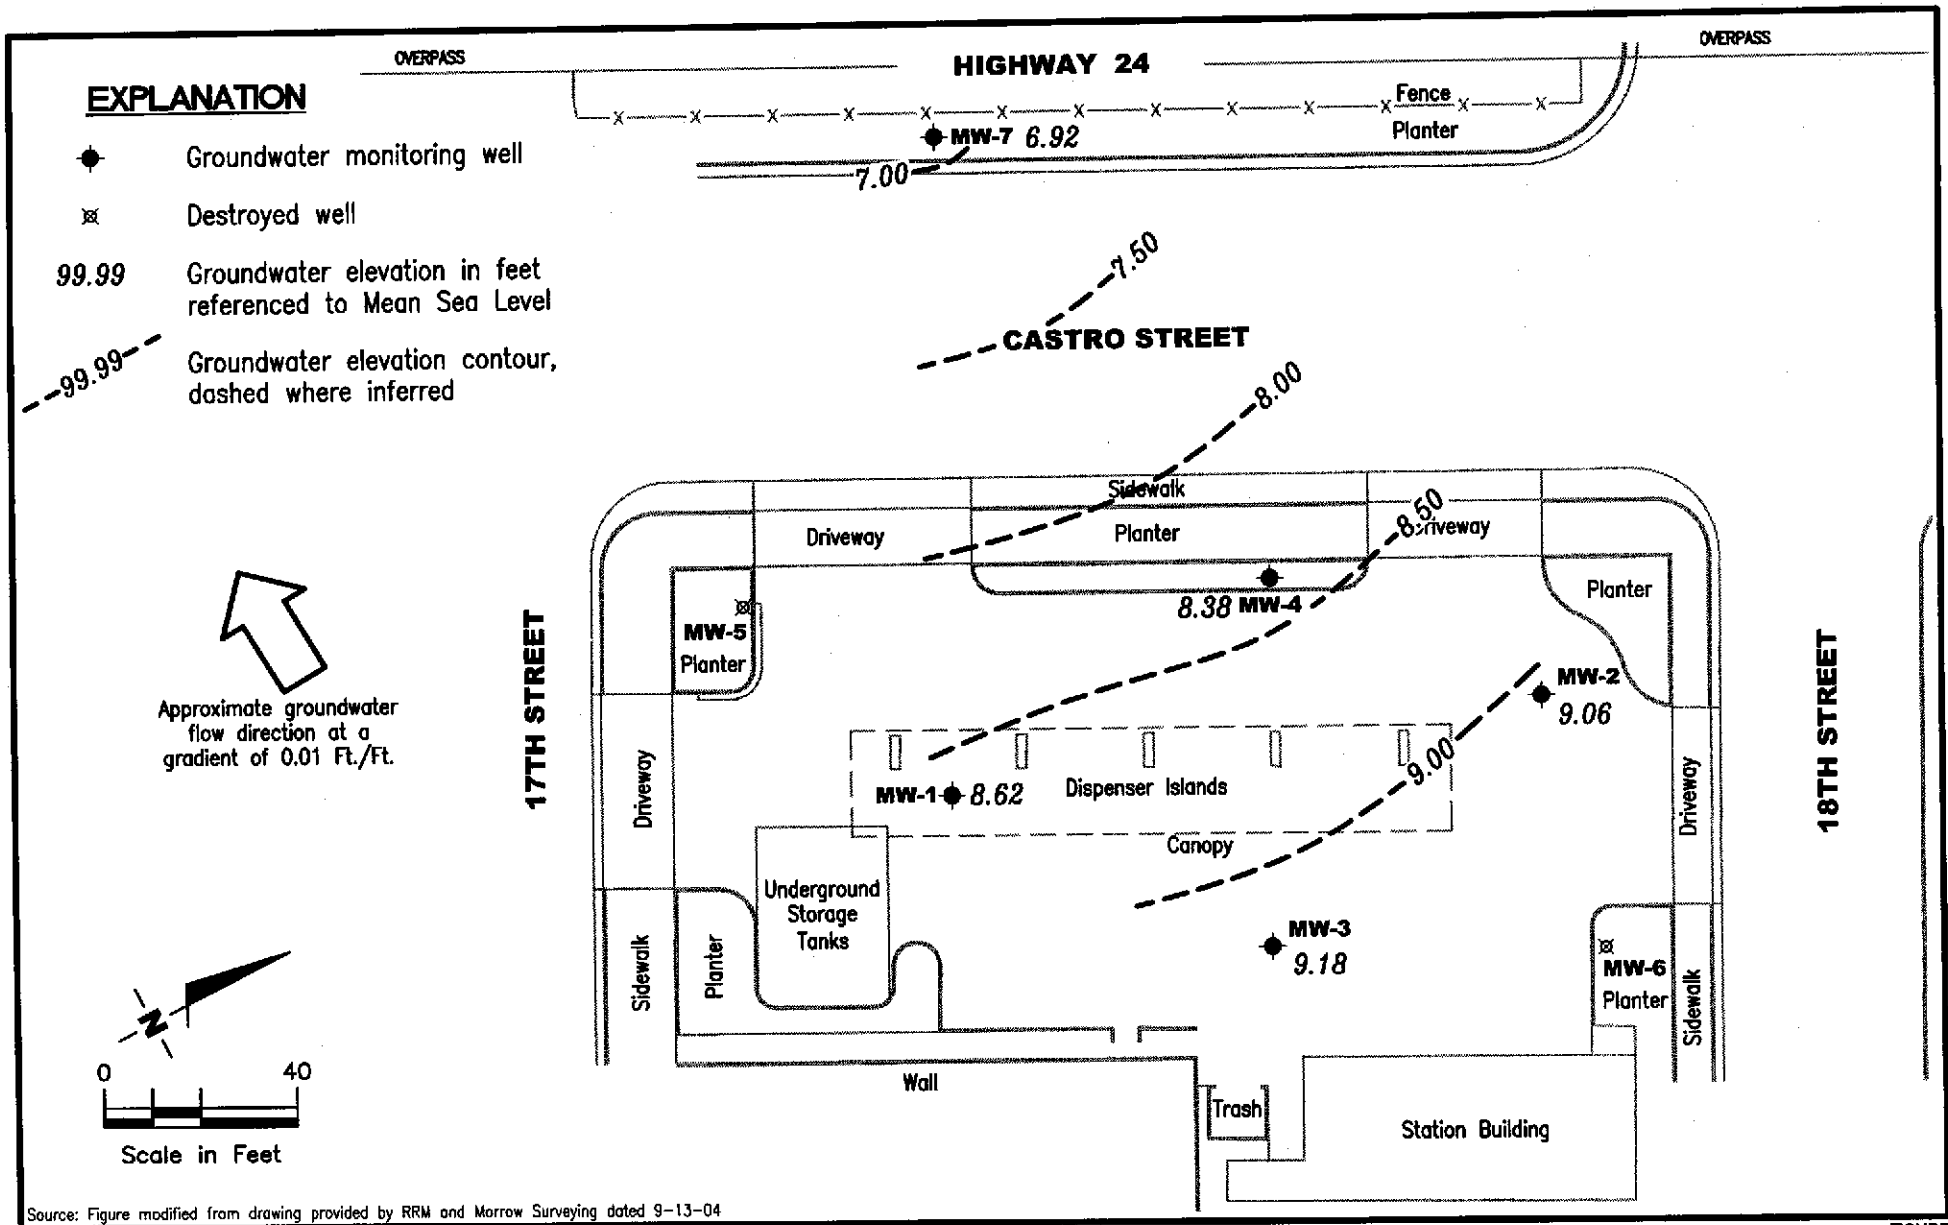 OVERPASS
HIGHWAY 24
OVERPASS
EXPLANATION
Groundwater monitoring well
Destroyed well
99.99
Groundwater elevation in feet
referenced to Mean Sea Level
99.99
Groundwater elevation contour,
dashed where inferred
x x x x x x x x x x x x x
Fence
Planter
MW-7 6.92
7.00
7.50
CASTRO STREET
8.00
Sidewalk
Driveway
Planter
8.50
Planter
8.38 MW-4
MW-5
Planter
MW-2
9.06
17TH STREET
18TH STREET
Approximate groundwater
flow direction at a
gradient of 0.01 Ft./Ft.
Driveway
MW-1 8.62
Dispenser Islands
9.00
Driveway
Canopy
Underground
Storage
Tanks
MW-3
9.18
Sidewalk
Planter
MW-6
Planter
Sidewalk
N
0 40
Scale in Feet
Wall
Trash
Station Building
Source: Figure modified from drawing provided by RRM and Morrow Surveying dated 9-13-04